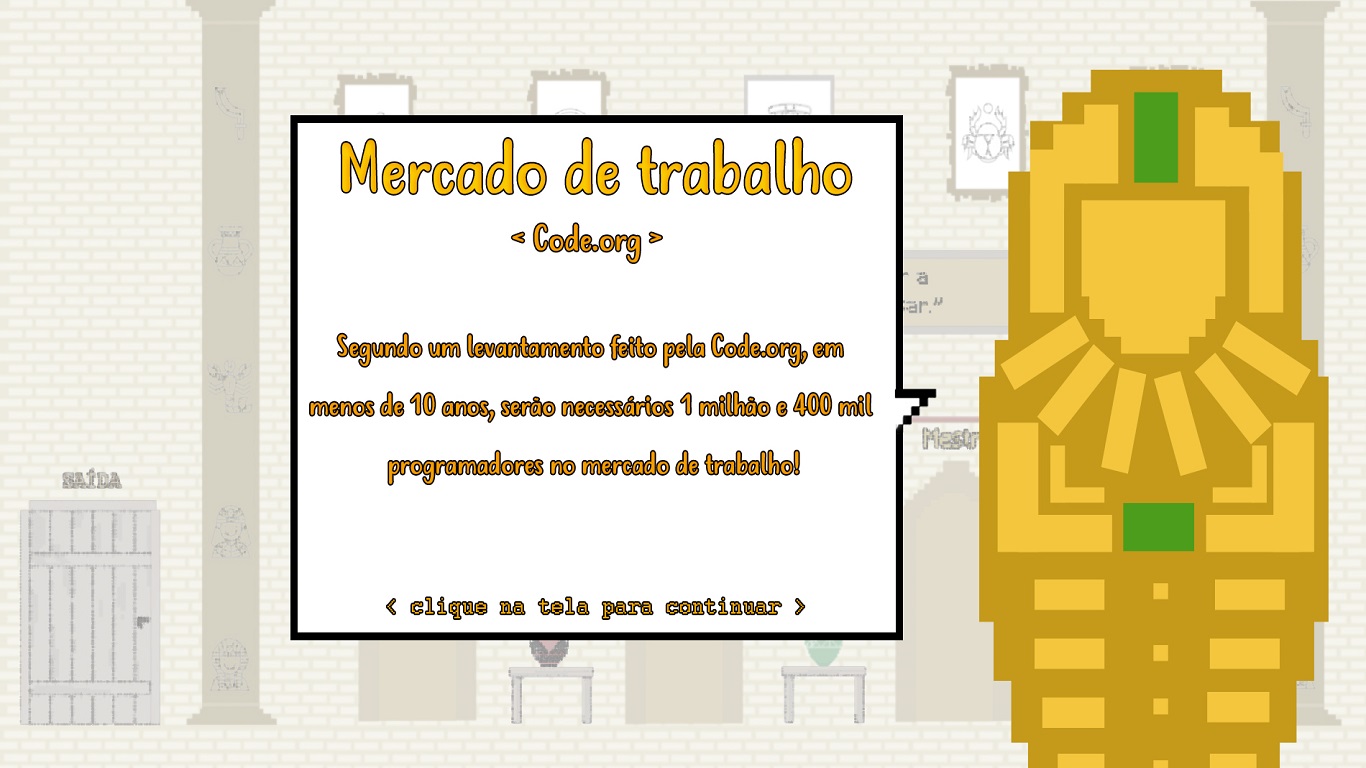 Mercado de trabalho
< Code.org >
Segundo um levantamento feito pela Code.org, em
menos de 10 anos, serão necessários 1 milhão e 400 mil
programadores no mercado de trabalho!
< clique na tela para continuar >
SAÍDA